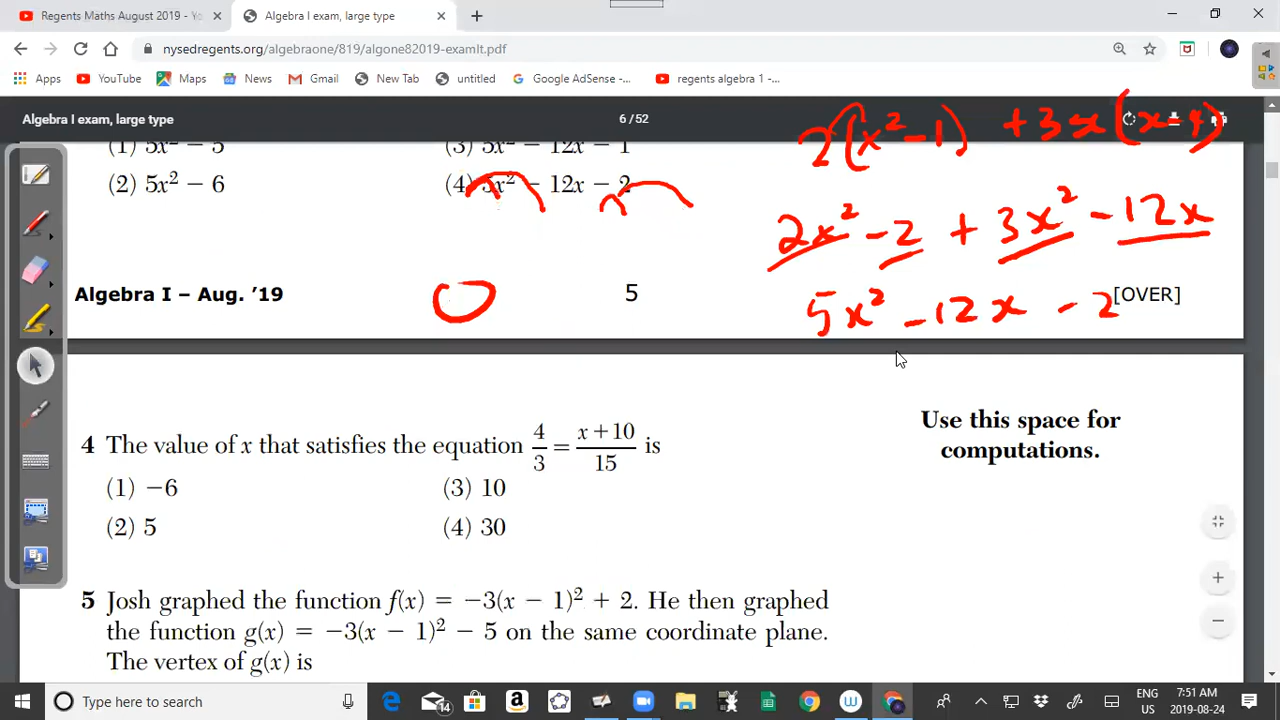 Regents Maths August 2019 - You
Algebra I exam, large type
nysedregents.org/algebraone/819/algone82019-examlt.pdf
Apps YouTube Maps News Gmail New Tab untitled Google AdSense -... regents algebra 1 -...
Algebra I exam, large type 6 / 52
2(x² - 1) + 3x(x - 4)
(1) 5x² − 5 (3) 5x² − 12x − 1
(2) 5x² − 6 (4) 5x² − 12x − 2
2x² - 2 + 3x² - 12x
Algebra I – Aug. ’19 5 [OVER]
5x² - 12x - 2
Use this space for
computations.
4 The value of x that satisfies the equation 4/3 = (x + 10)/15 is
(1) −6 (3) 10
(2) 5 (4) 30
5 Josh graphed the function f(x) = −3(x − 1)² + 2. He then graphed
the function g(x) = −3(x − 1)² − 5 on the same coordinate plane.
The vertex of g(x) is
Type here to search
14
ENG
US
7:51 AM
2019-08-24